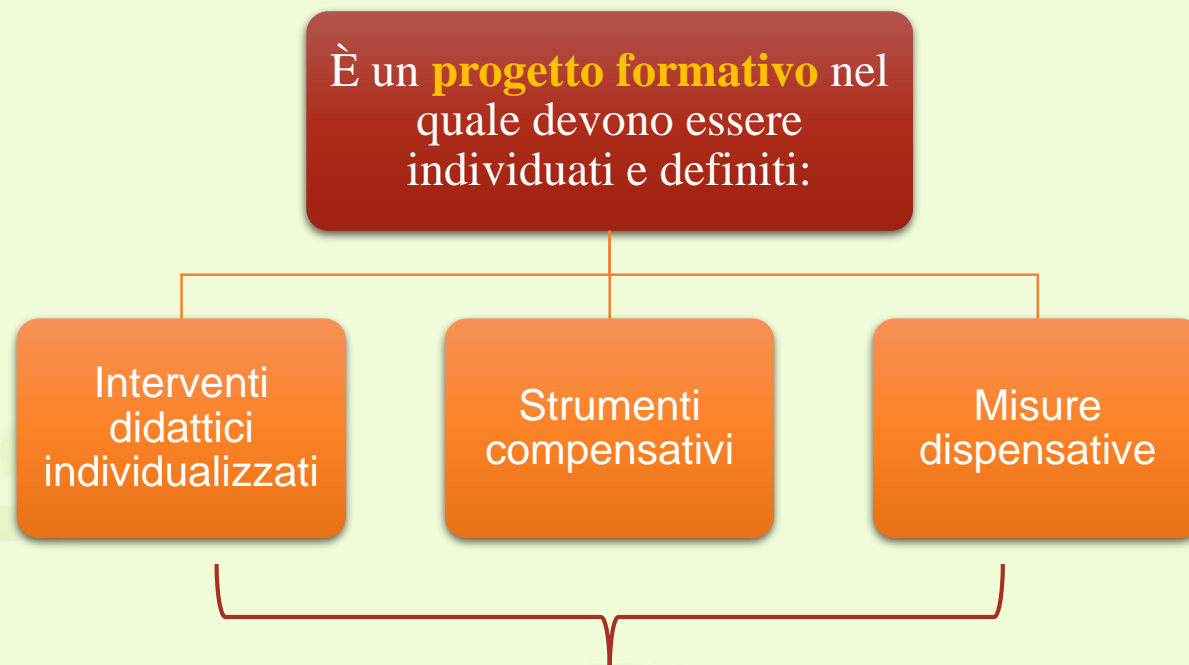 È un progetto formativo nel
quale devono essere
individuati e definiti:
Interventi
didattici
individualizzati
Strumenti
compensativi
Misure
dispensative